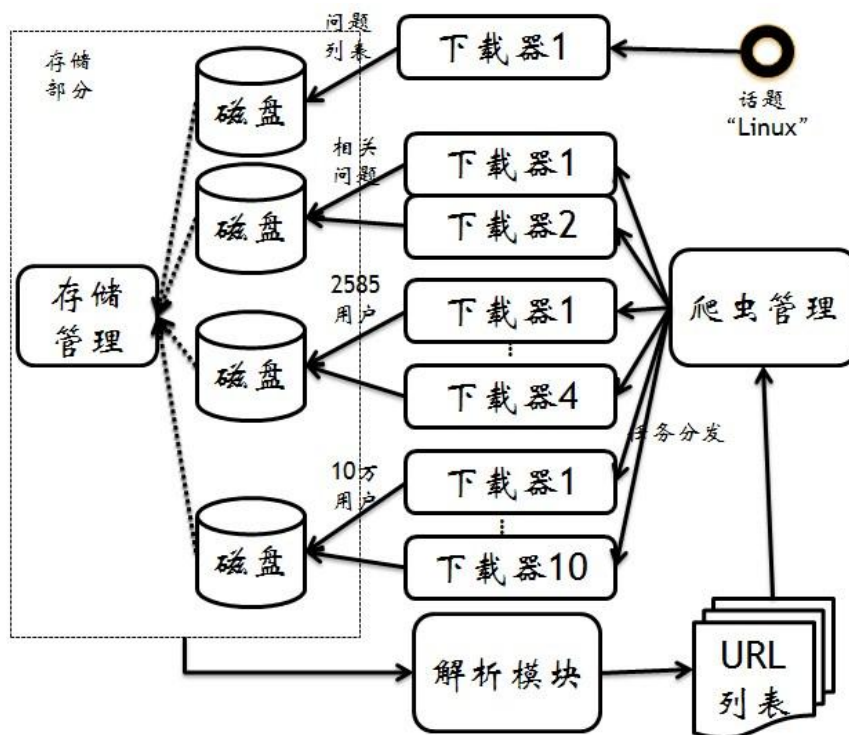 问题
列表
下载器1
存储
部分
磁盘
话题
“Linux”
相关
问题
下载器1
磁盘
下载器2
存储
管理
2585
用户
下载器1
爬虫管理
磁盘
下载器4
任务分发
10万
用户
下载器1
磁盘
下载器10
解析模块
URL
列表